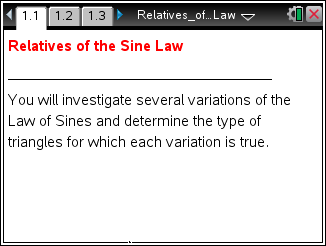 1.1 1.2 1.3 Relatives_of...Law
Relatives of the Sine Law
You will investigate several variations of the
Law of Sines and determine the type of
triangles for which each variation is true.